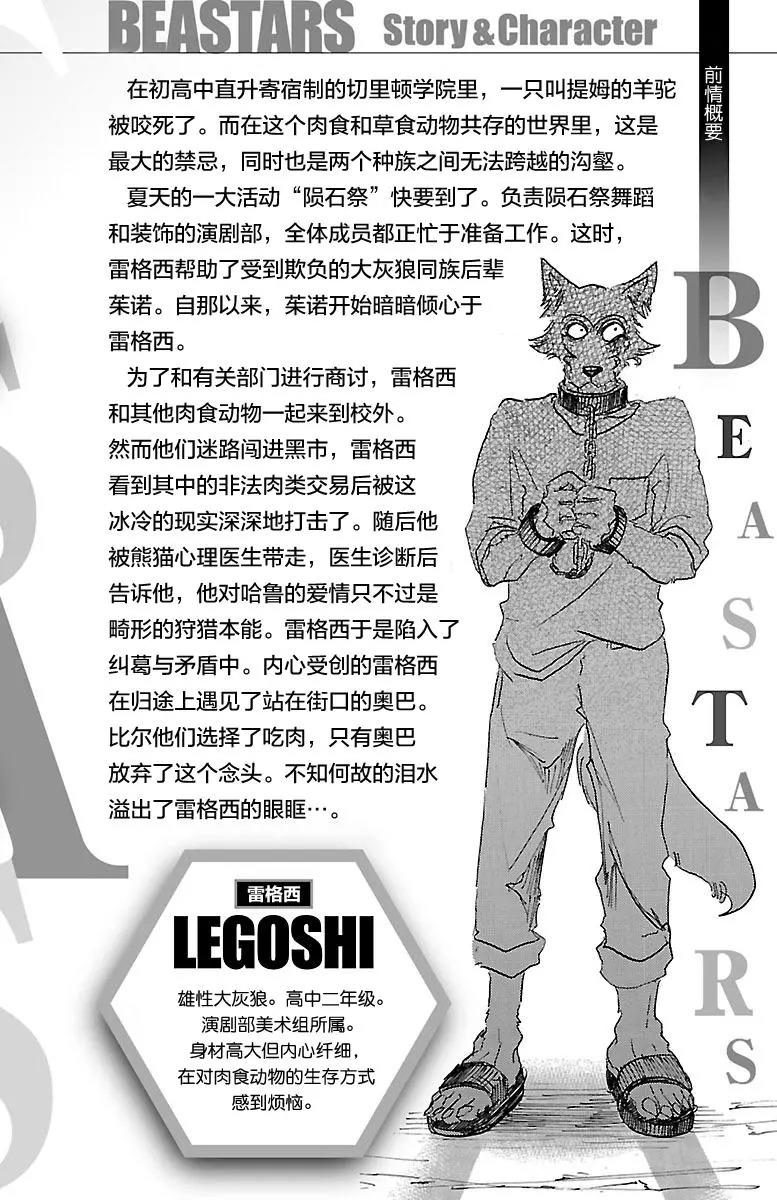 BEASTARS Story & Character
前情概要
在初高中直升寄宿制的切里顿学院里，一只叫提姆的羊驼
被咬死了。而在这个肉食和草食动物共存的世界里，这是
最大的禁忌，同时也是两个种族之间无法跨越的沟壑。
夏天的一大活动“陨石祭”快要到了。负责陨石祭舞蹈
和装饰的演剧部，全体成员都正忙于准备工作。这时，
雷格西帮助了受到欺负的大灰狼同族后辈
茱诺。自那以来，茱诺开始暗暗倾心于
雷格西。
为了和有关部门进行商讨，雷格西
和其他肉食动物一起来到校外。
然而他们迷路闯进黑市，雷格西
看到其中的非法肉类交易后被这
冰冷的现实深深地打击了。随后他
被熊猫心理医生带走，医生诊断后
告诉他，他对哈鲁的爱情只不过是
畸形的狩猎本能。雷格西于是陷入了
纠葛与矛盾中。内心受创的雷格西
在归途上遇见了站在街口的奥巴。
比尔他们选择了吃肉，只有奥巴
放弃了这个念头。不知何故的泪水
溢出了雷格西的眼眶…。
BEASTARS
雷格西
LEGOSHI
雄性大灰狼。高中二年级。
演剧部美术组所属。
身材高大但内心纤细，
在对肉食动物的生存方式
感到烦恼。